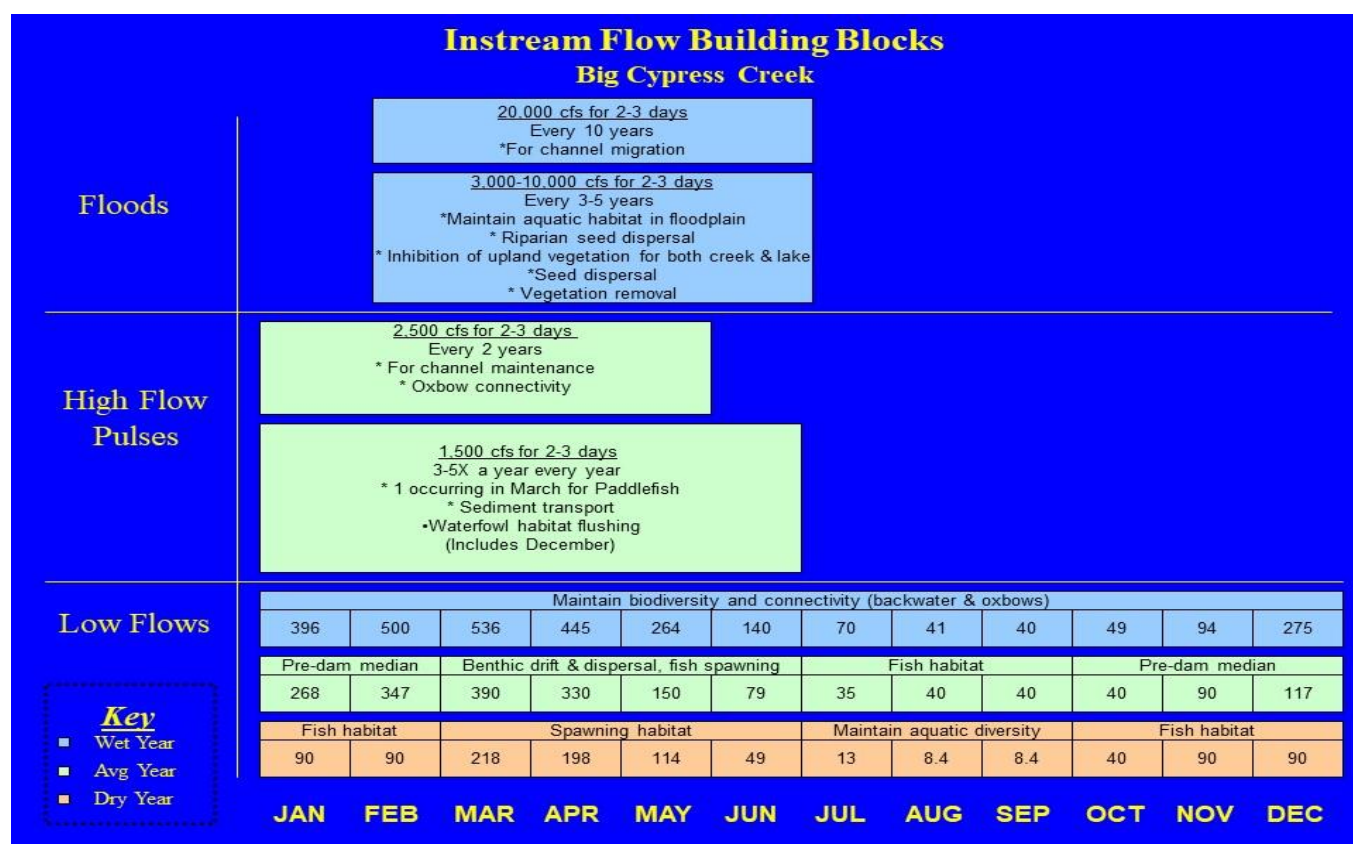 Instream Flow Building Blocks
Big Cypress Creek
Floods
20,000 cfs for 2-3 days
Every 10 years
*For channel migration
3,000-10,000 cfs for 2-3 days
Every 3-5 years
*Maintain aquatic habitat in floodplain
* Riparian seed dispersal
* Inhibition of upland vegetation for both creek & lake
*Seed dispersal
* Vegetation removal
High Flow
Pulses
2,500 cfs for 2-3 days
Every 2 years
* For channel maintenance
* Oxbow connectivity
1,500 cfs for 2-3 days
3-5X a year every year
* 1 occurring in March for Paddlefish
* Sediment transport
•Waterfowl habitat flushing
(Includes December)
Low Flows
Maintain biodiversity and connectivity (backwater & oxbows)
396 500 536 445 264 140 70 41 40 49 94 275
Pre-dam median Benthic drift & dispersal, fish spawning Fish habitat Pre-dam median
268 347 390 330 150 79 35 40 40 40 90 117
Fish habitat Spawning habitat Maintain aquatic diversity Fish habitat
90 90 218 198 114 49 13 8.4 8.4 40 90 90
Key
Wet Year
Avg Year
Dry Year
JAN FEB MAR APR MAY JUN JUL AUG SEP OCT NOV DEC